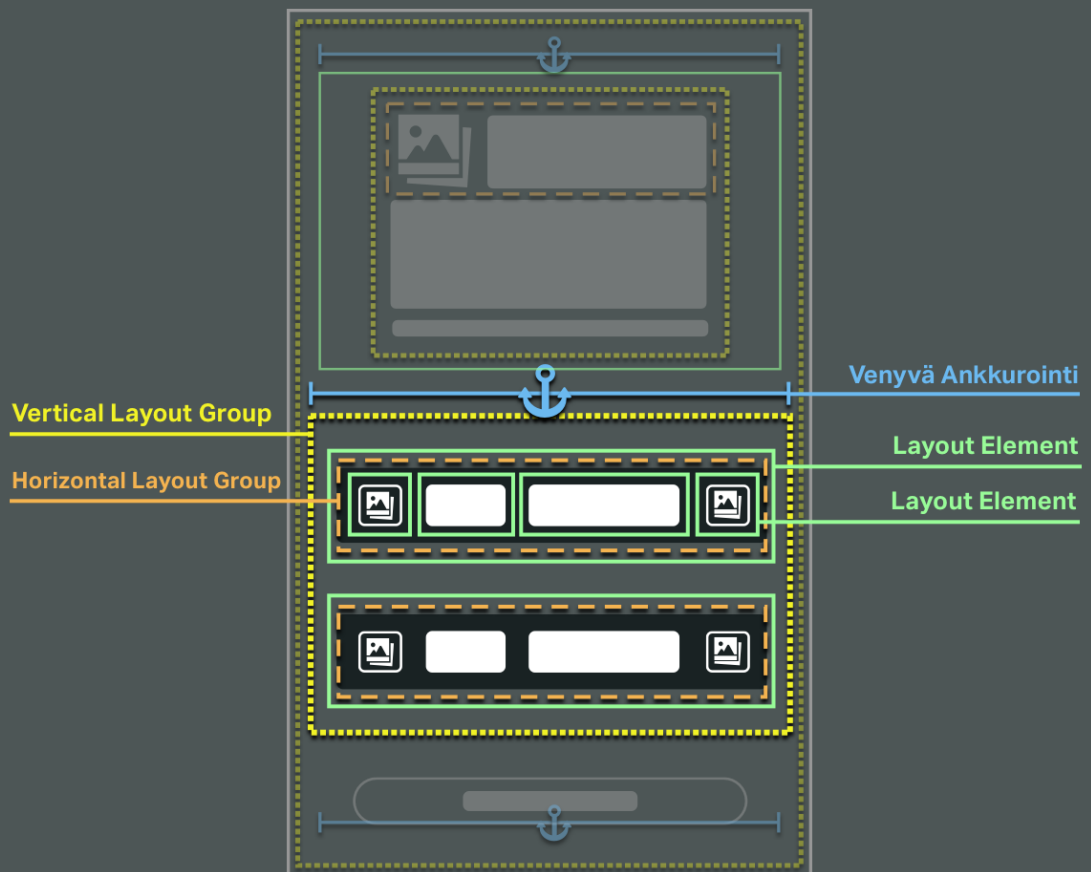 Venyvä Ankkurointi
Vertical Layout Group
Layout Element
Horizontal Layout Group
Layout Element